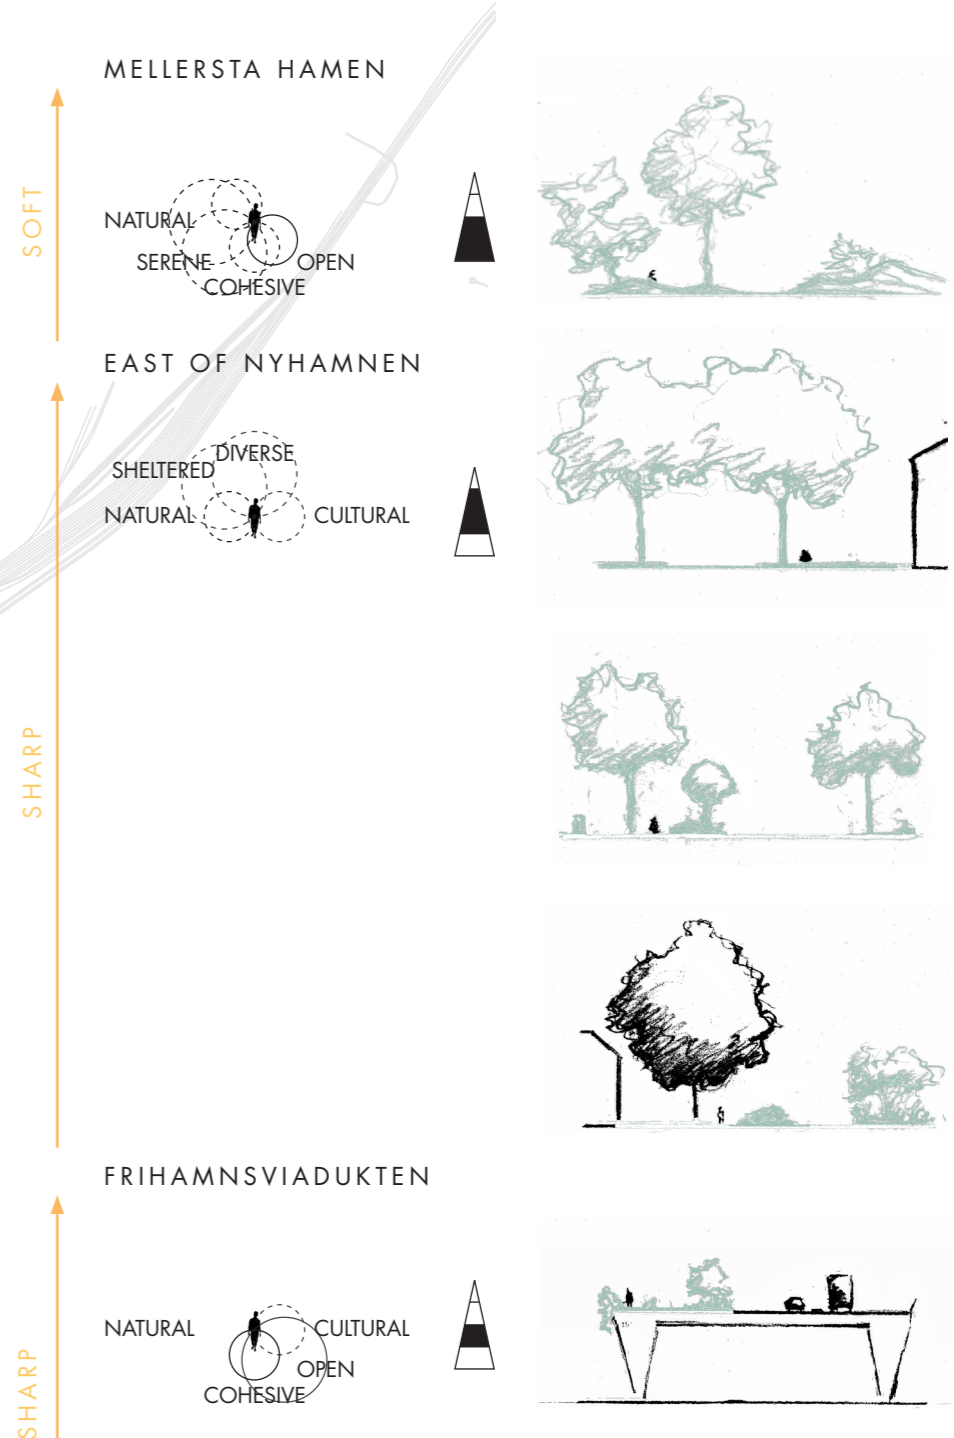 MELLERSTA HAMEN
SOFT
NATURAL
SERENE
OPEN
COHESIVE
EAST OF NYHAMNEN
DIVERSE
SHELTERED
NATURAL
CULTURAL
SHARP
FRIHAMNSVIADUKTEN
NATURAL
CULTURAL
OPEN
COHESIVE
SHARP